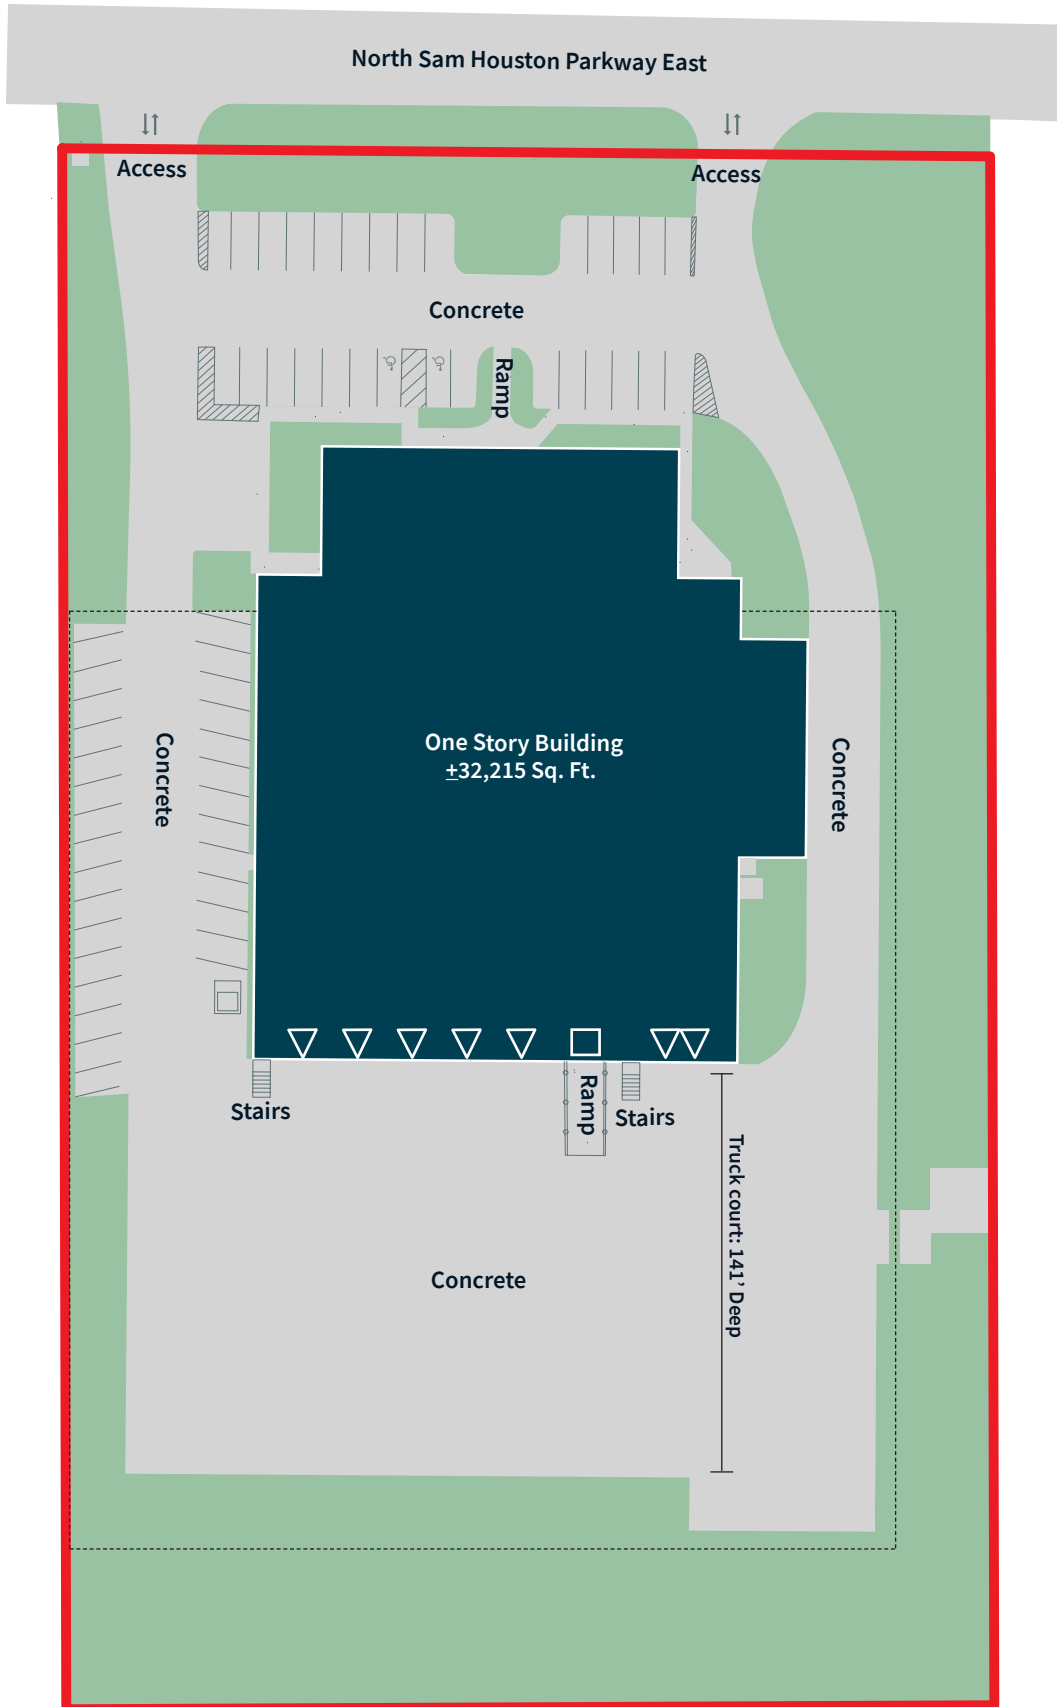 North Sam Houston Parkway East
Access
Access
Concrete
Ramp
One Story Building
±32,215 Sq. Ft.
Concrete
Concrete
Ramp
Stairs
Stairs
Truck court: 141’ Deep
Concrete